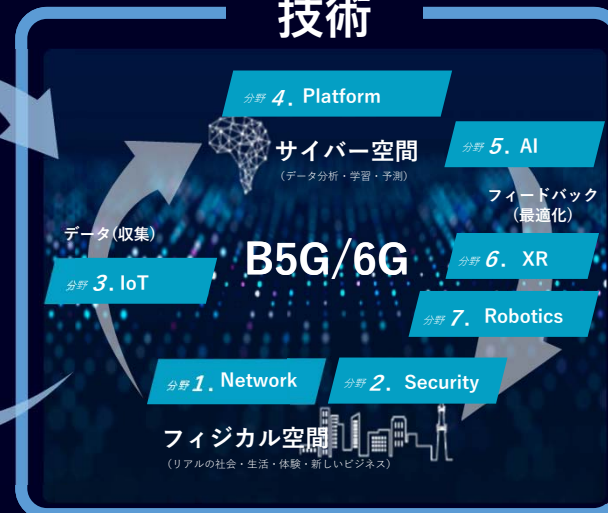 技術
分野 4. Platform
サイバー空間
(データ分析・学習・予測)
分野 5. AI
フィードバック
(最適化)
データ(収集)
B5G/6G
分野 6. XR
分野 3. IoT
分野 7. Robotics
分野 1. Network
分野 2. Security
フィジカル空間
(リアルの社会・生活・体験・新しいビジネス)